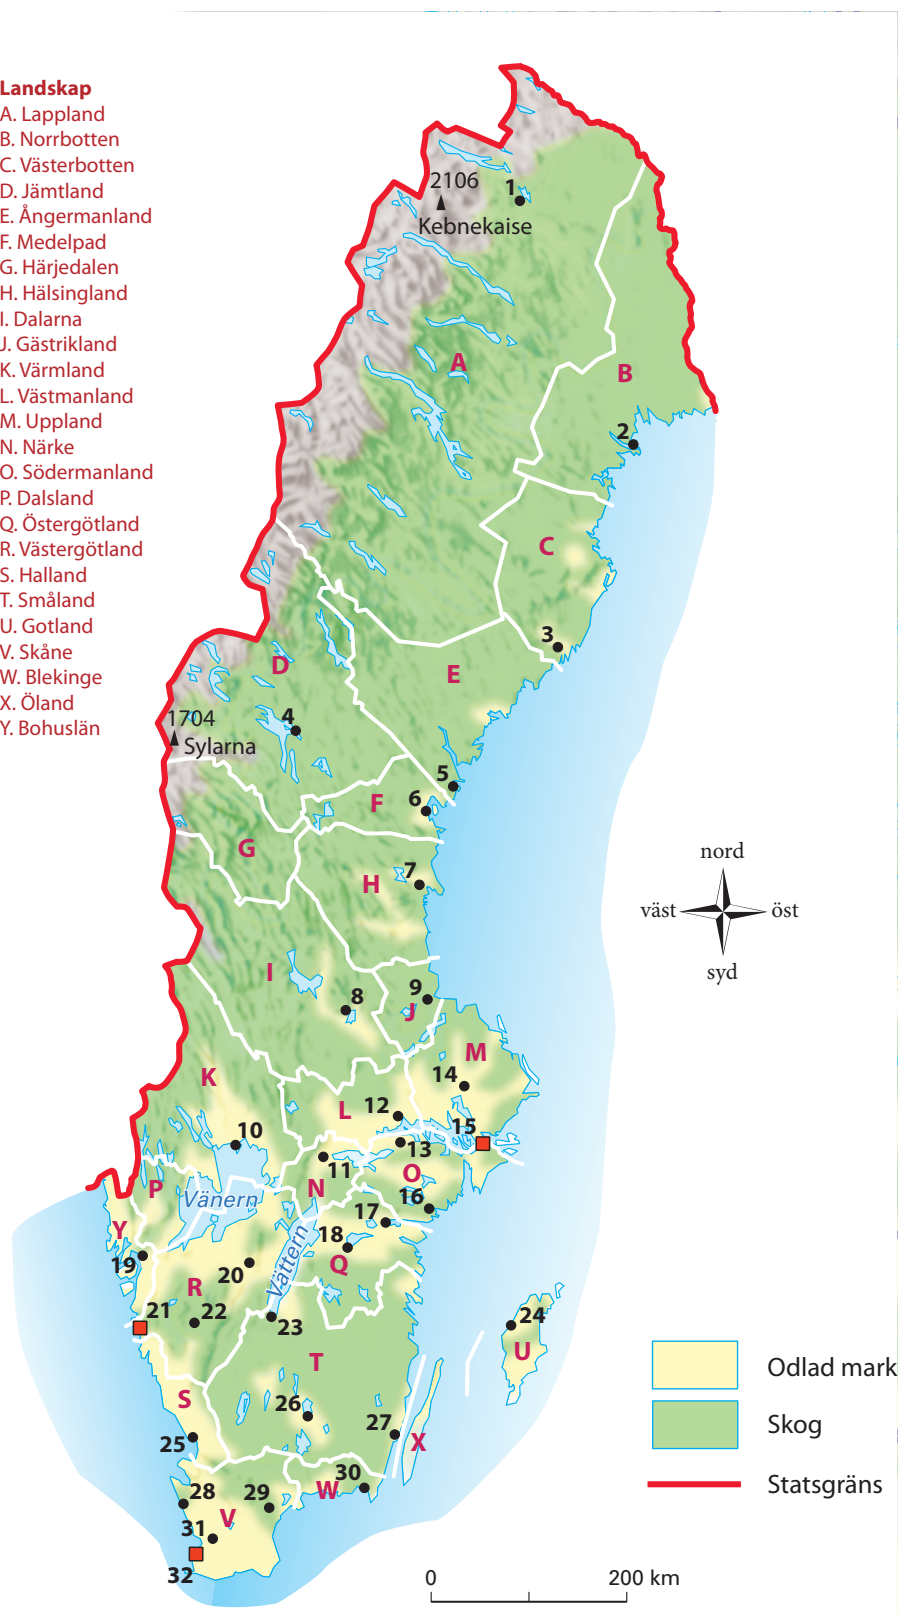 Landskap
A. Lappland
B. Norrbotten
C. Västerbotten
D. Jämtland
E. Ångermanland
F. Medelpad
G. Härjedalen
H. Hälsingland
I. Dalarna
J. Gästrikland
K. Värmland
L. Västmanland
M. Uppland
N. Närke
O. Södermanland
P. Dalsland
Q. Östergötland
R. Västergötland
S. Halland
T. Småland
U. Gotland
V. Skåne
W. Blekinge
X. Öland
Y. Bohuslän
2106
1
Kebnekaise
A
B
2
C
3
D
E
1704
4
Sylarna
5
F
6
G
H
7
nord
väst
öst
syd
I
8
9
J
K
M
14
L
12
10
15
13
11
O
P
N
Vänern
16
17
Y
18
19
Q
Vättern
20
R
21
22
23
24
U
T
S
26
27
25
X
30
W
28
29
V
31
32
Odlad mark
Skog
Statsgräns
0
200 km